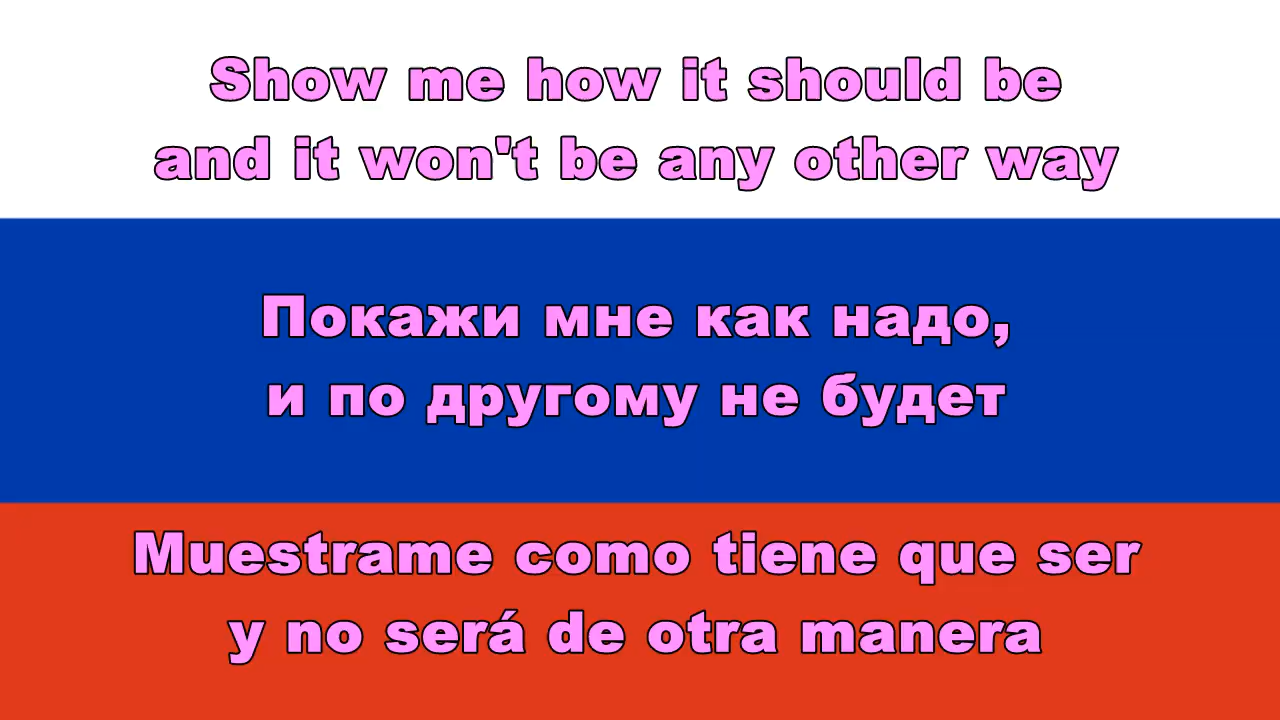 Show me how it should be
and it won't be any other way
Покажи мне как надо,
и по другому не будет
Muestrame como tiene que ser
y no será de otra manera